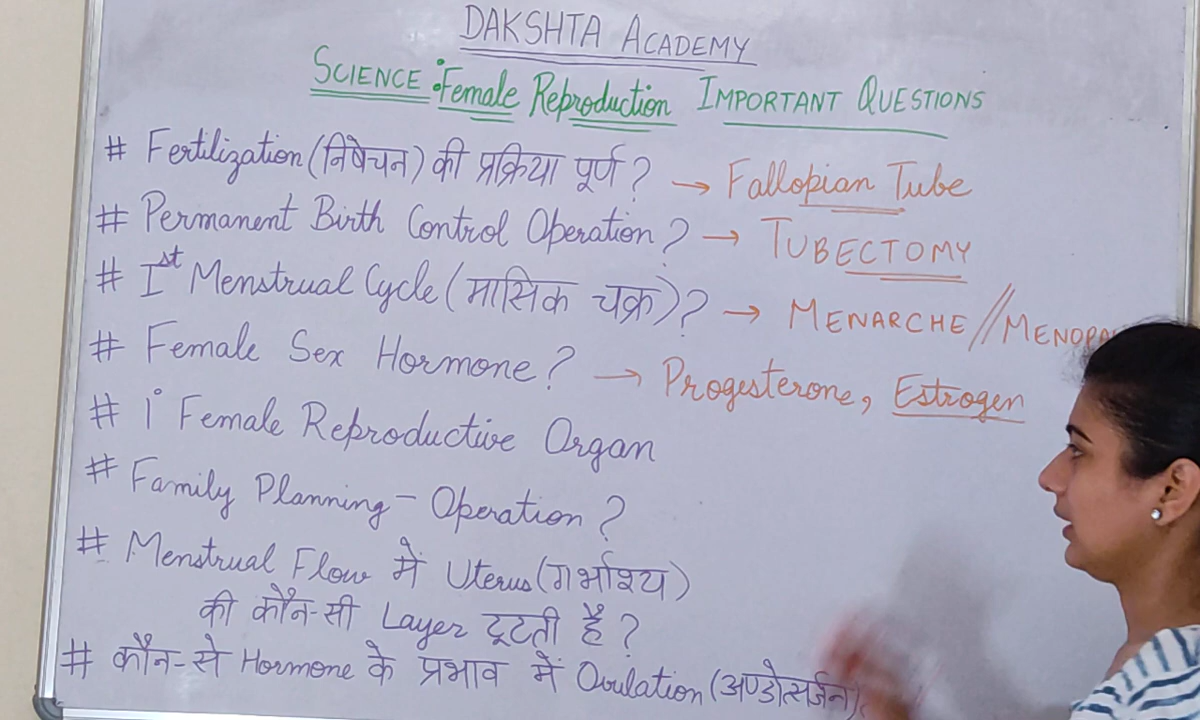 DAKSHTA ACADEMY
SCIENCE : Female Reproduction IMPORTANT QUESTIONS
# Fertilization (निषेचन) की प्रक्रिया पूर्ण ? → Fallopian Tube
# Permanent Birth Control Operation ? → TUBECTOMY
# Ist Menstrual Cycle (मासिक चक्र) ? → MENARCHE //
# Female Sex Hormone ? → Progesterone, Estrogen
# 1° Female Reproductive Organ
# Family Planning - Operation ?
# Menstrual Flow में Uterus (गर्भाश्य)
की कौन-सी Layer टूटती है ?
# कौन-से Hormone के प्रभाव में Ovulation (अण्डोत्सर्जन)